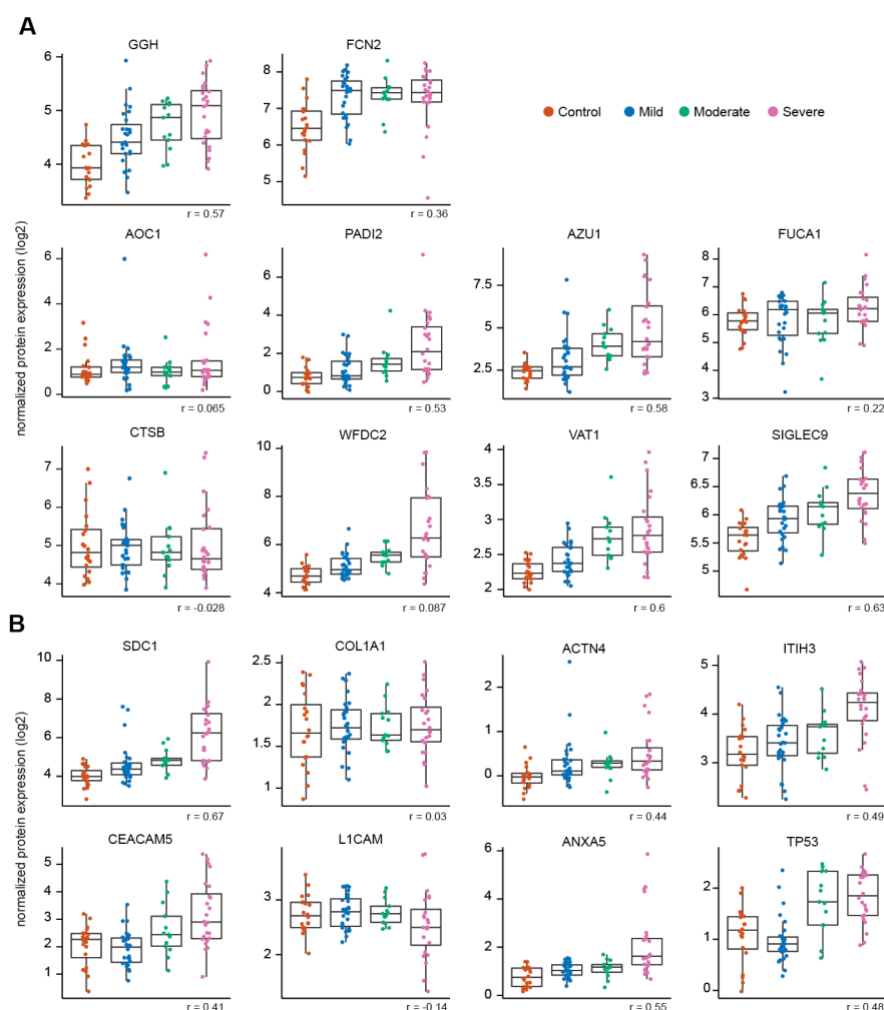 A
GGH
FCN2
Control
Mild
Moderate
Severe
6
5
4
r = 0.57
8
7
6
5
r = 0.36
normalized protein expression (log2)
AOC1
PADI2
AZU1
FUCA1
6
4
2
0
r = 0.065
6
4
2
0
r = 0.53
7.5
5.0
2.5
r = 0.58
8
7
6
5
4
3
r = 0.22
CTSB
WFDC2
VAT1
SIGLEC9
7
6
5
4
r = -0.028
10
8
6
4
r = 0.087
4
3.5
3
2.5
2
r = 0.6
7
6.5
6
5.5
5
r = 0.63
B
normalized protein expression (log2)
SDC1
COL1A1
ACTN4
ITIH3
10
8
6
4
r = 0.67
2.5
2
1.5
1
r = 0.03
2
1
0
r = 0.44
5
4
3
r = 0.49
CEACAM5
L1CAM
ANXA5
TP53
5
4
3
2
1
r = 0.41
3
2
r = -0.14
6
4
2
0
r = 0.55
2
1
0
r = 0.48